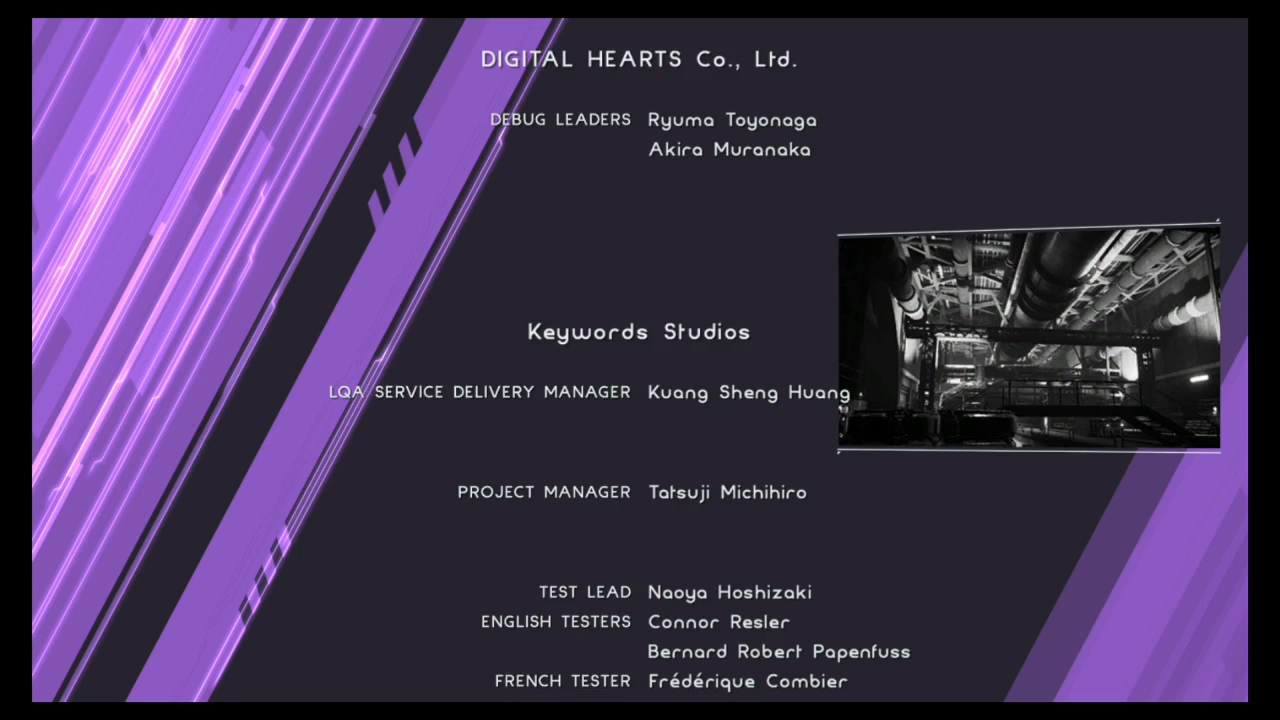 DIGITAL HEARTS Co., Ltd.
DEBUG LEADERS Ryuma Toyonaga
Akira Muranaka
Keywords Studios
LQA SERVICE DELIVERY MANAGER Kuang Sheng Huang
PROJECT MANAGER Tatsuji Michihiro
TEST LEAD Naoya Hoshizaki
ENGLISH TESTERS Connor Resler
Bernard Robert Papenfuss
FRENCH TESTER Frédérique Combier